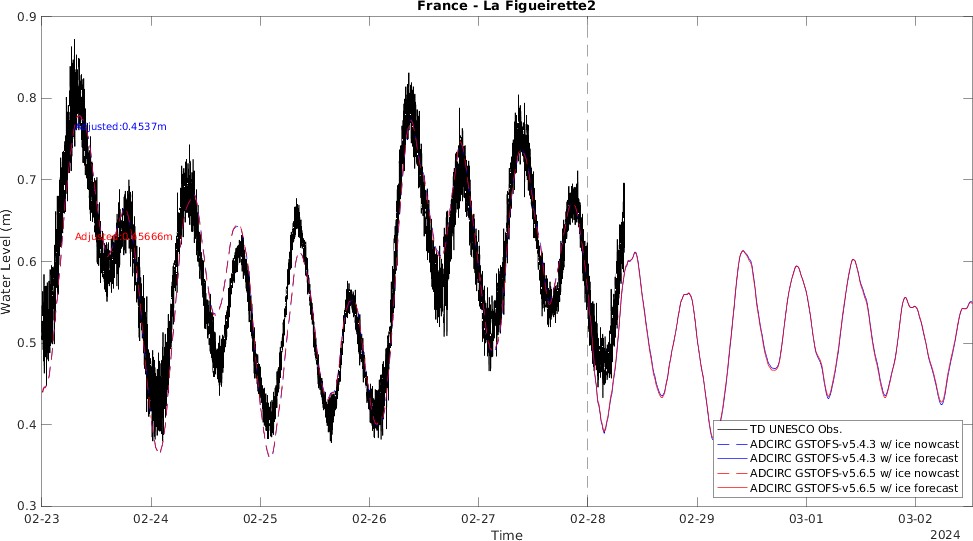 France - La Figueirette2
0.9
0.8
0.7
0.6
0.5
0.4
0.3
Water Level (m)
Adjusted:0.4537m
TD UNESCO Obs.
ADCIRC GSTOFS-v5.4.3 w/ ice nowcast
ADCIRC GSTOFS-v5.4.3 w/ ice forecast
ADCIRC GSTOFS-v5.6.5 w/ ice nowcast
ADCIRC GSTOFS-v5.6.5 w/ ice forecast
02-23 02-24 02-25 02-26 02-27 02-28 02-29 03-01 03-02
Time
2024